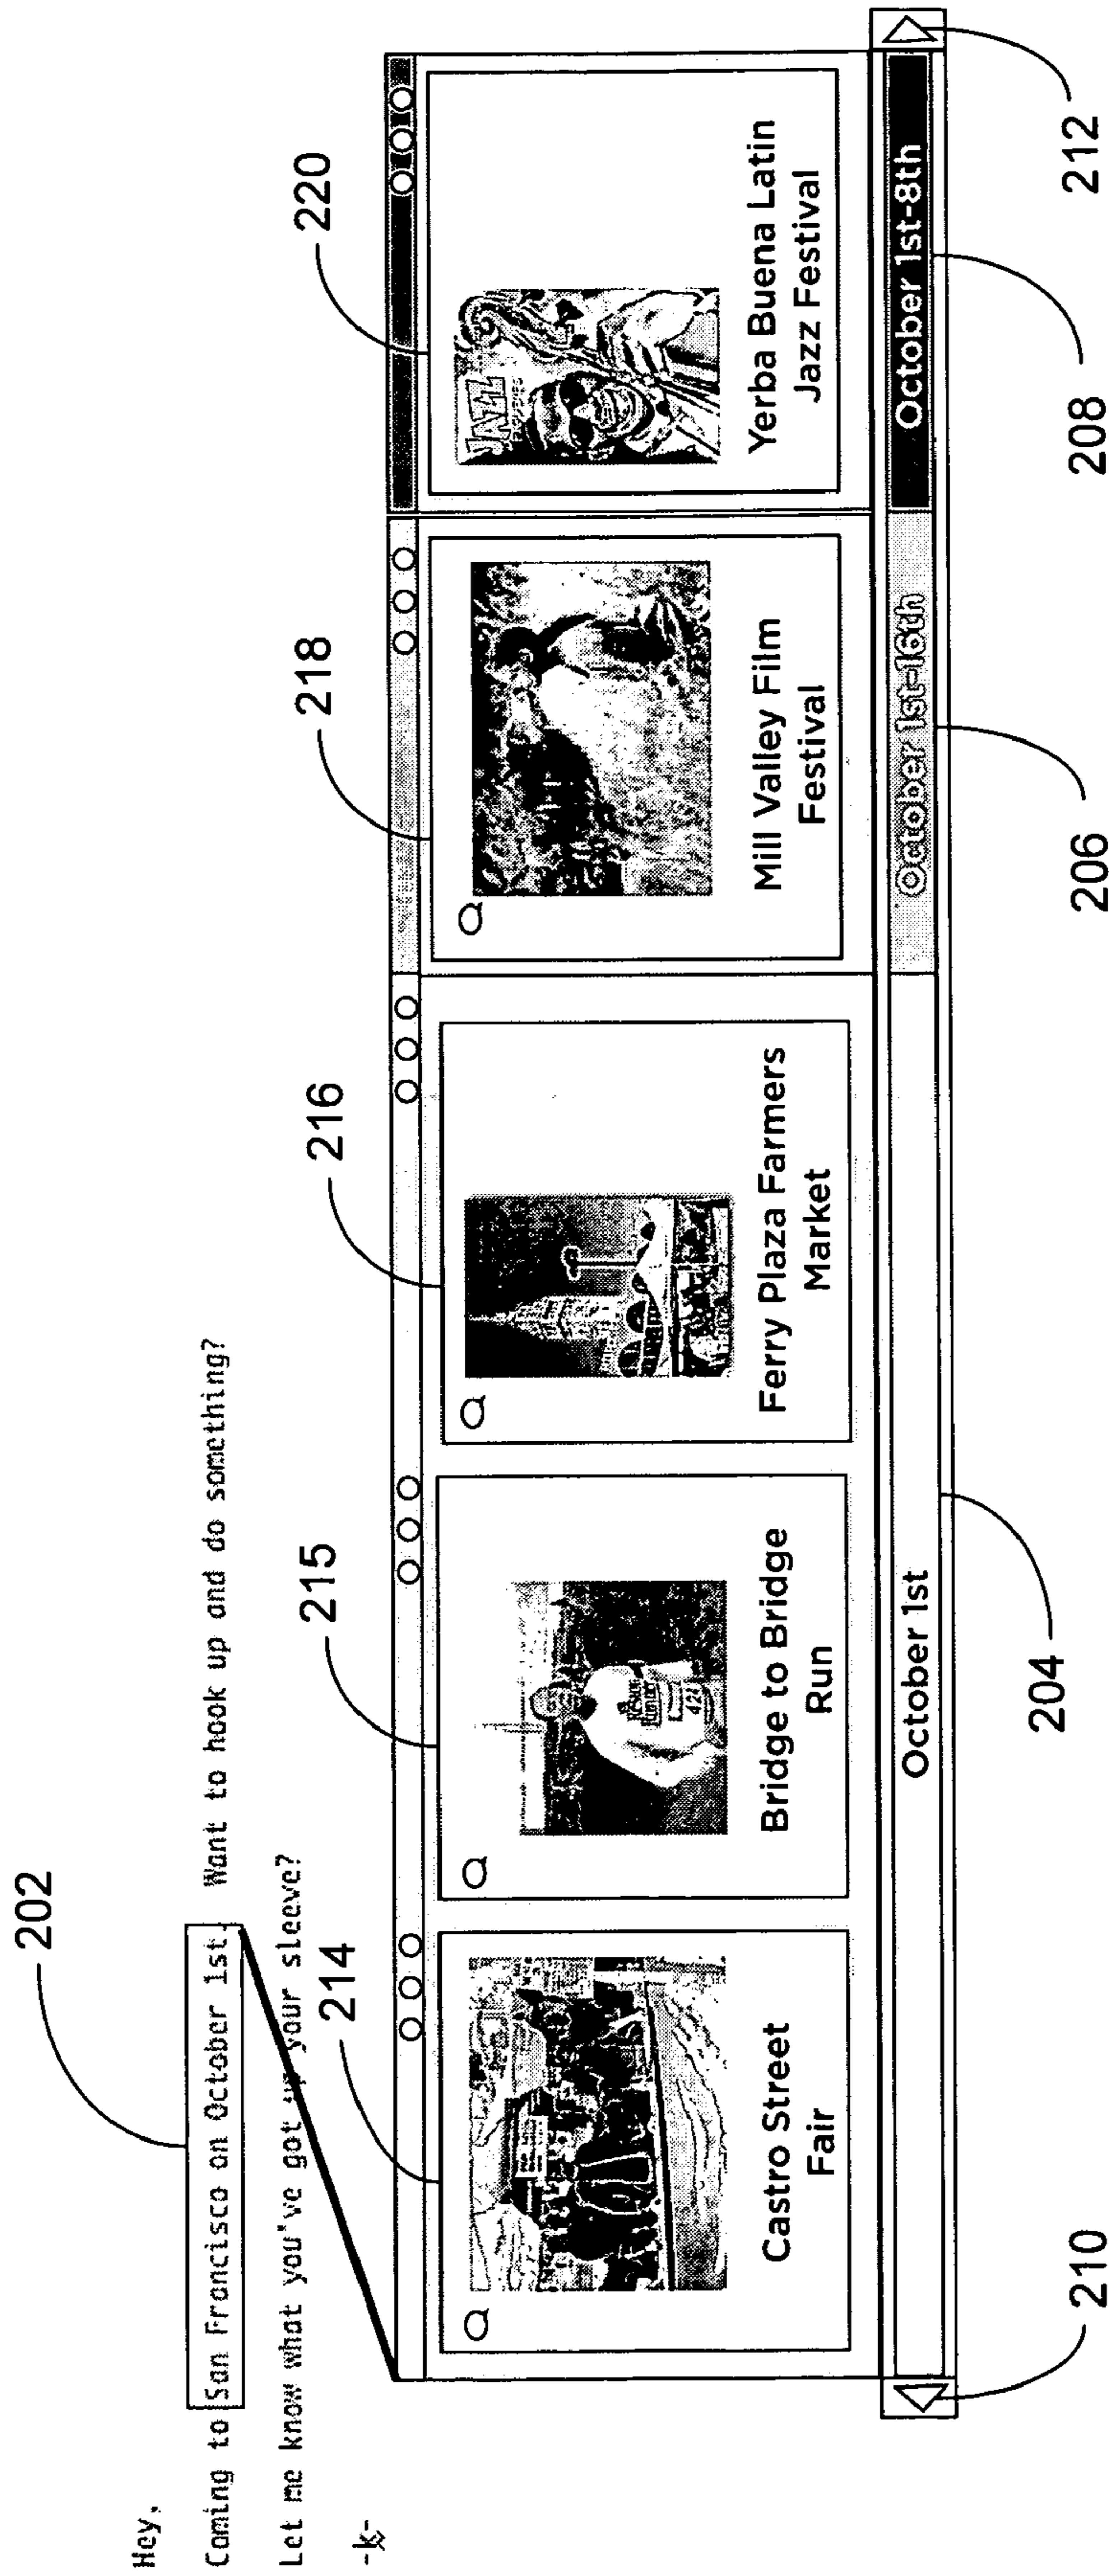 Hey,
Coming to San Francisco on October 1st. Want to hook up and do something?
Let me know what you've got up your sleeve?
-k-
202
214
215
216
218
220
Castro Street
Fair
Bridge to Bridge
Run
421
Ferry Plaza Farmers
Market
Mill Valley Film
Festival
JAZZ
Yerba Buena Latin
Jazz Festival
October 1st
October 1st-16th
October 1st-8th
210
204
206
208
212